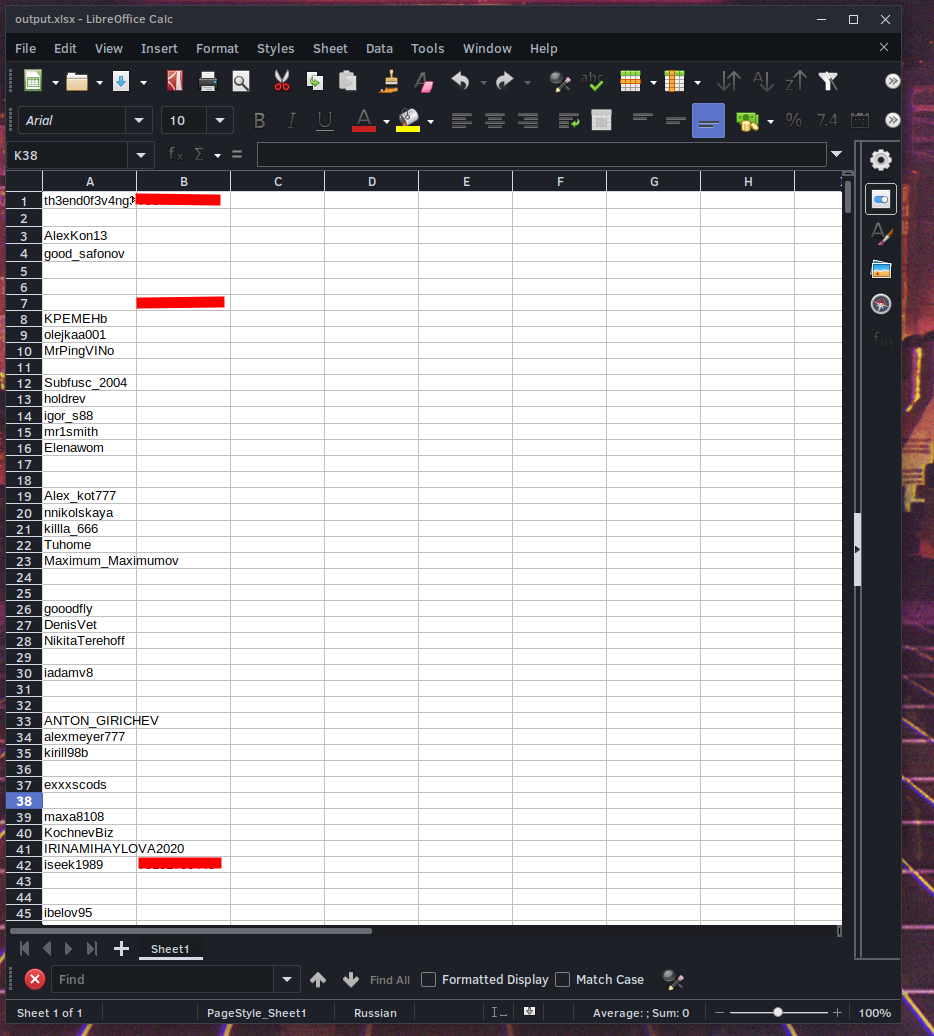 output.xlsx - LibreOffice Calc
File Edit View Insert Format Styles Sheet Data Tools Window Help
Arial 10 % 7.4
K38
A B C D E F G H
1 th3end0f3v4ng
2
3 AlexKon13
4 good_safonov
5
6
7
8 KPEMEHb
9 olejkaa001
10 MrPingVINo
11
12 Subfusc_2004
13 holdrev
14 igor_s88
15 mr1smith
16 Elenawom
17
18
19 Alex_kot777
20 nnikolskaya
21 killla_666
22 Tuhome
23 Maximum_Maximumov
24
25
26 gooodfly
27 DenisVet
28 NikitaTerehoff
29
30 iadamv8
31
32
33 ANTON_GIRICHEV
34 alexmeyer777
35 kirill98b
36
37 exxxscods
38
39 maxa8108
40 KochnevBiz
41 IRINAMIHAYLOVA2020
42 iseek1989
43
44
45 ibelov95
Sheet1
Find Find All Formatted Display Match Case
Sheet 1 of 1 PageStyle_Sheet1 Russian Average: ; Sum: 0 100%